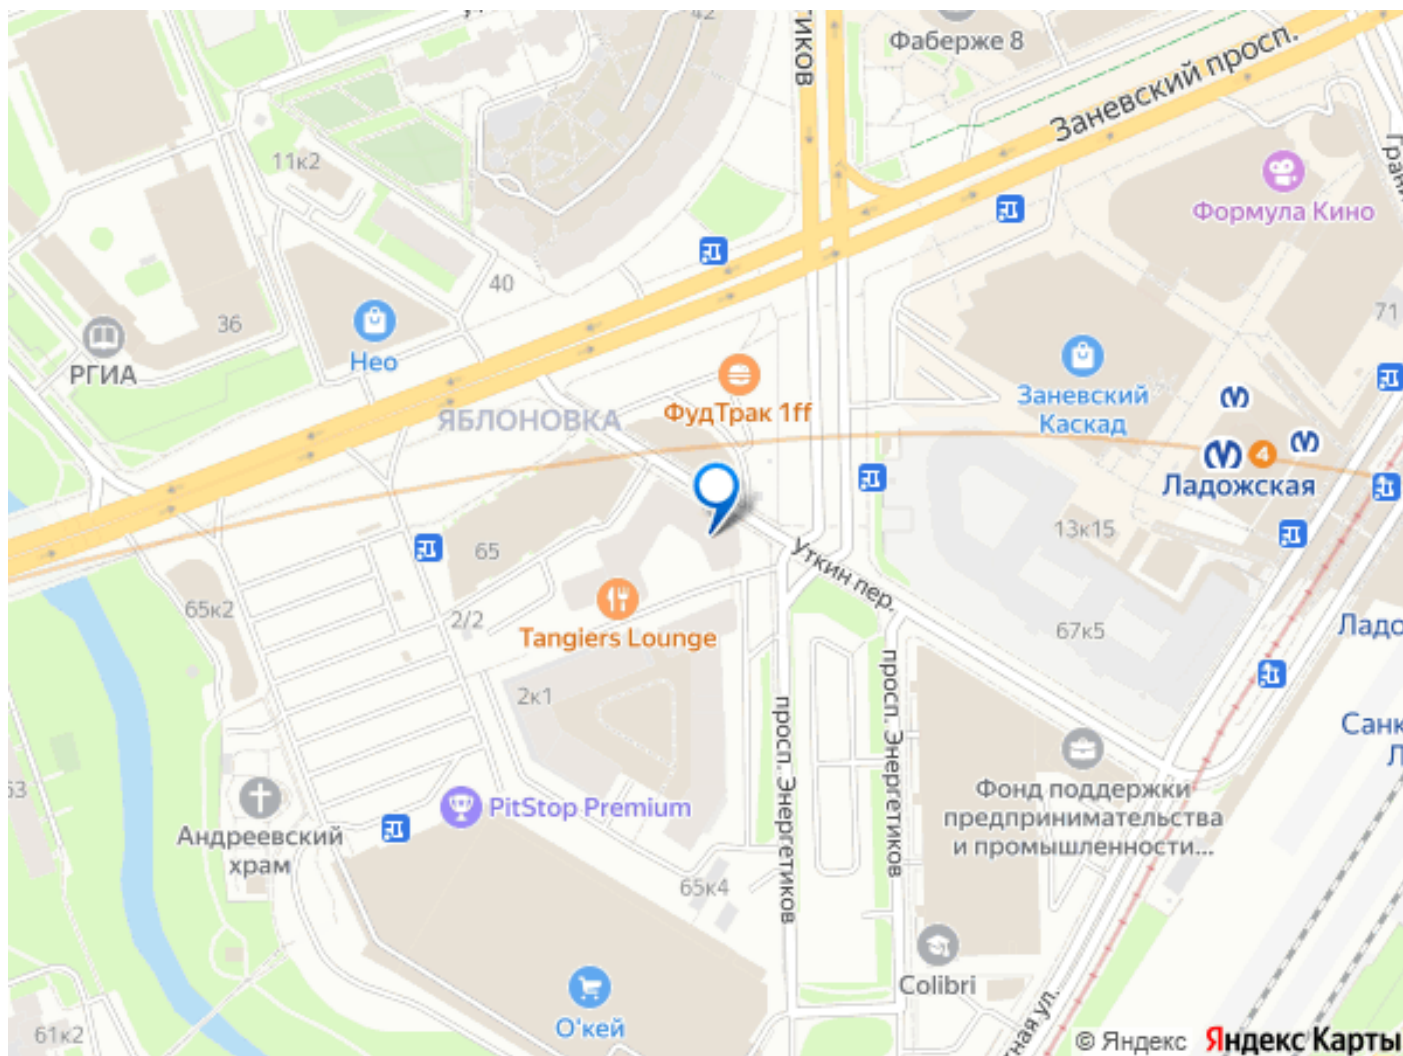 42
Фаберже 8
Заневский просп.
11к2
Формула Кино
40
36
71
РГИА
Нео
Заневский
Каскад
ФудТрак 1ff
ЯБЛОНОВКА
4
Ладожская
65
13к15
Уткин пер.
65к2
2/2
Tangiers Lounge
67к5
2к1
просп. Энергетиков
просп. Энергетиков
Фонд поддержки
предпринимательства
и промышленности...
PitStop Premium
Андреевский
храм
65к4
Colibri
О'кей
61к2
© Яндекс Яндекс Карты